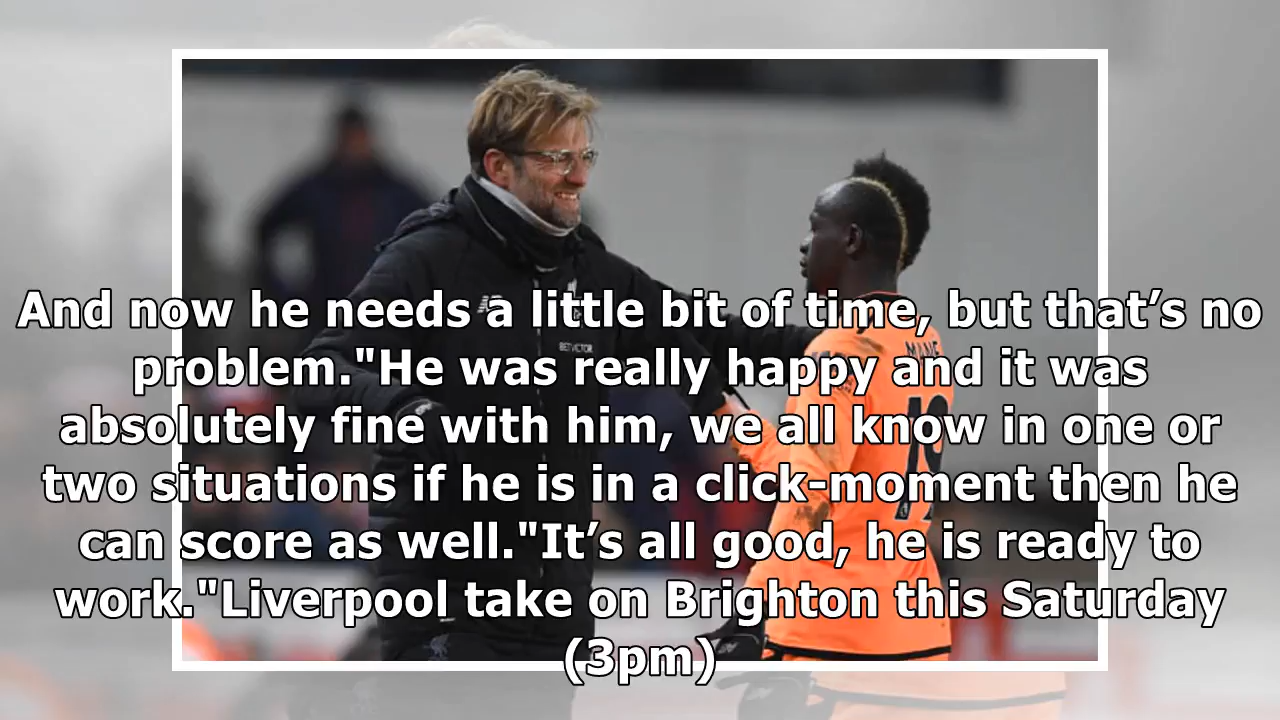 And now he needs a little bit of time, but that’s no
problem."He was really happy and it was
absolutely fine with him, we all know in one or
two situations if he is in a click-moment then he
can score as well."It’s all good, he is ready to
work."Liverpool take on Brighton this Saturday
(3pm)
MANE
19
BETVICTOR